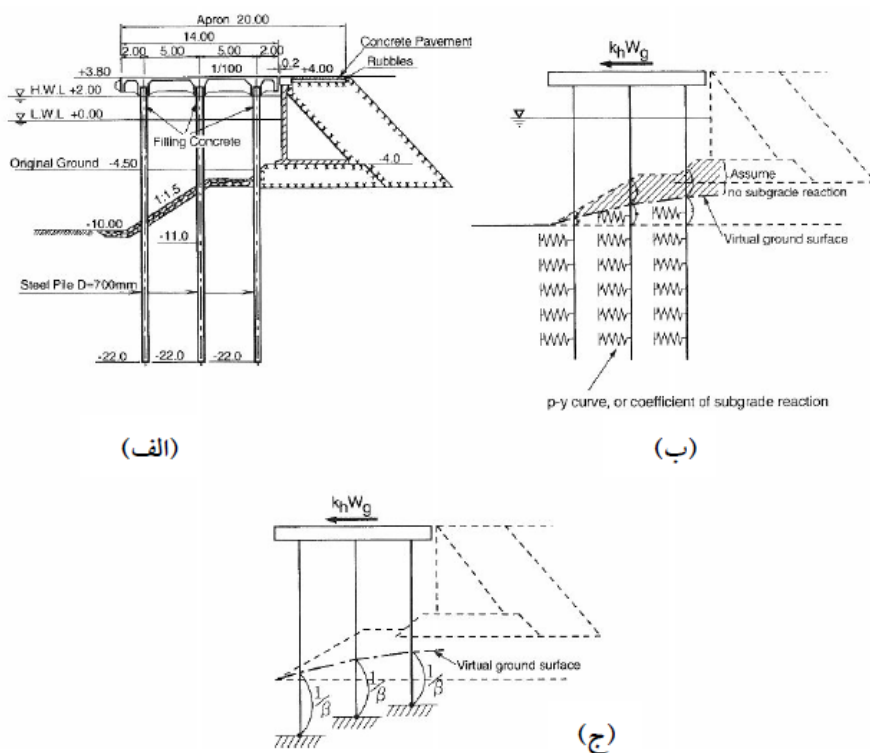 Apron 20.00
14.00
2.00 5.00 5.00 2.00
Concrete Pavement
0.2
+3.80
1/100
+4.00
Rubbles
H.W.L +2.00
L.W.L +0.00
Filling Concrete
Original Ground -4.50
-4.0
1:1.5
-10.00
-11.0
Steel Pile D=700mm
-22.0 -22.0 -22.0
(الف)
khWg
Assume
no subgrade reaction
Virtual ground surface
p-y curve, or coefficient of subgrade reaction
(ب)
khWg
Virtual ground surface
1/β 1/β 1/β
(ج)